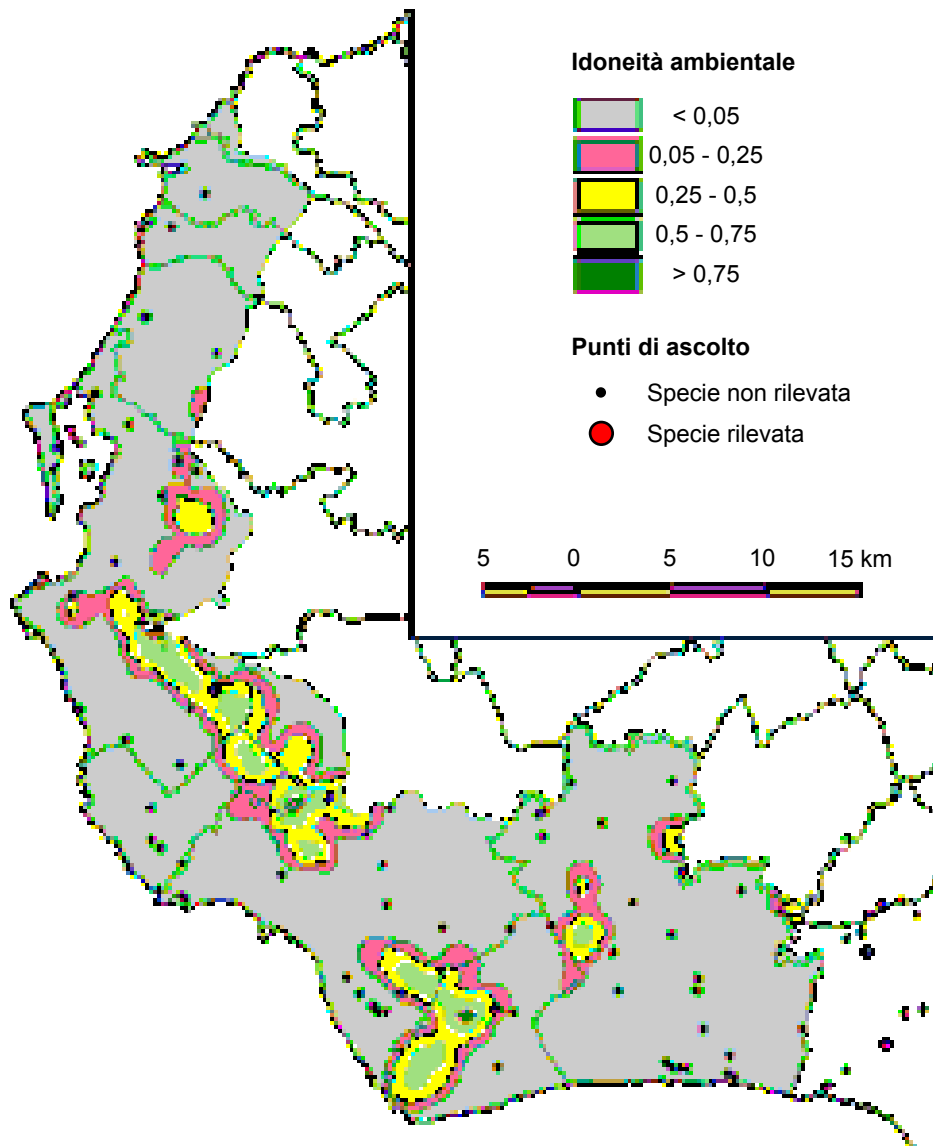 Idoneità ambientale
< 0,05
0,05 - 0,25
0,25 - 0,5
0,5 - 0,75
> 0,75
Punti di ascolto
Specie non rilevata
Specie rilevata
5 0 5 10 15 km